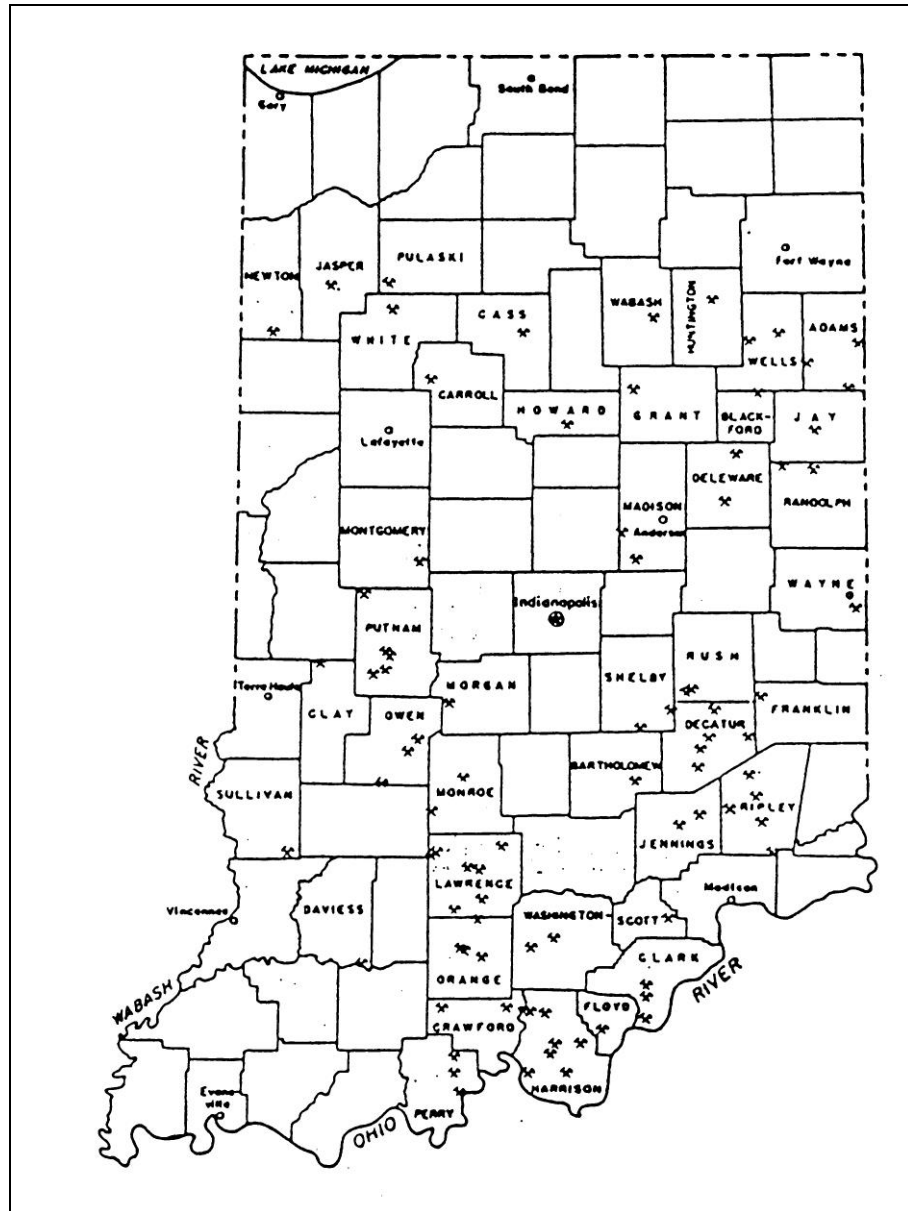 LAKE MICHIGAN
Gary
South Bend
Fort Wayne
NEWTON
JASPER
PULASKI
WABASH
HUNTINGTON
WHITE
CASS
ADAMS
WELLS
CARROLL
HOWARD
GRANT
BLACK-
FORD
JAY
Lafayette
DELEWARE
RANDOLPH
MADISON
Anderson
MONTGOMERY
WAYNE
Indianapolis
PUTNAM
RUSH
SHELBY
Terre Haute
MORGAN
CLAY
OWEN
FRANKLIN
DECATUR
RIVER
BARTHOLOMEW
SULLIVAN
MONROE
RIPLEY
JENNINGS
LAWRENCE
Madison
Vincennes
DAVIESS
WASHINGTON
SCOTT
CLARK
ORANGE
RIVER
WABASH
FLOYD
CRAWFORD
HARRISON
Evans-
ville
PERRY
OHIO